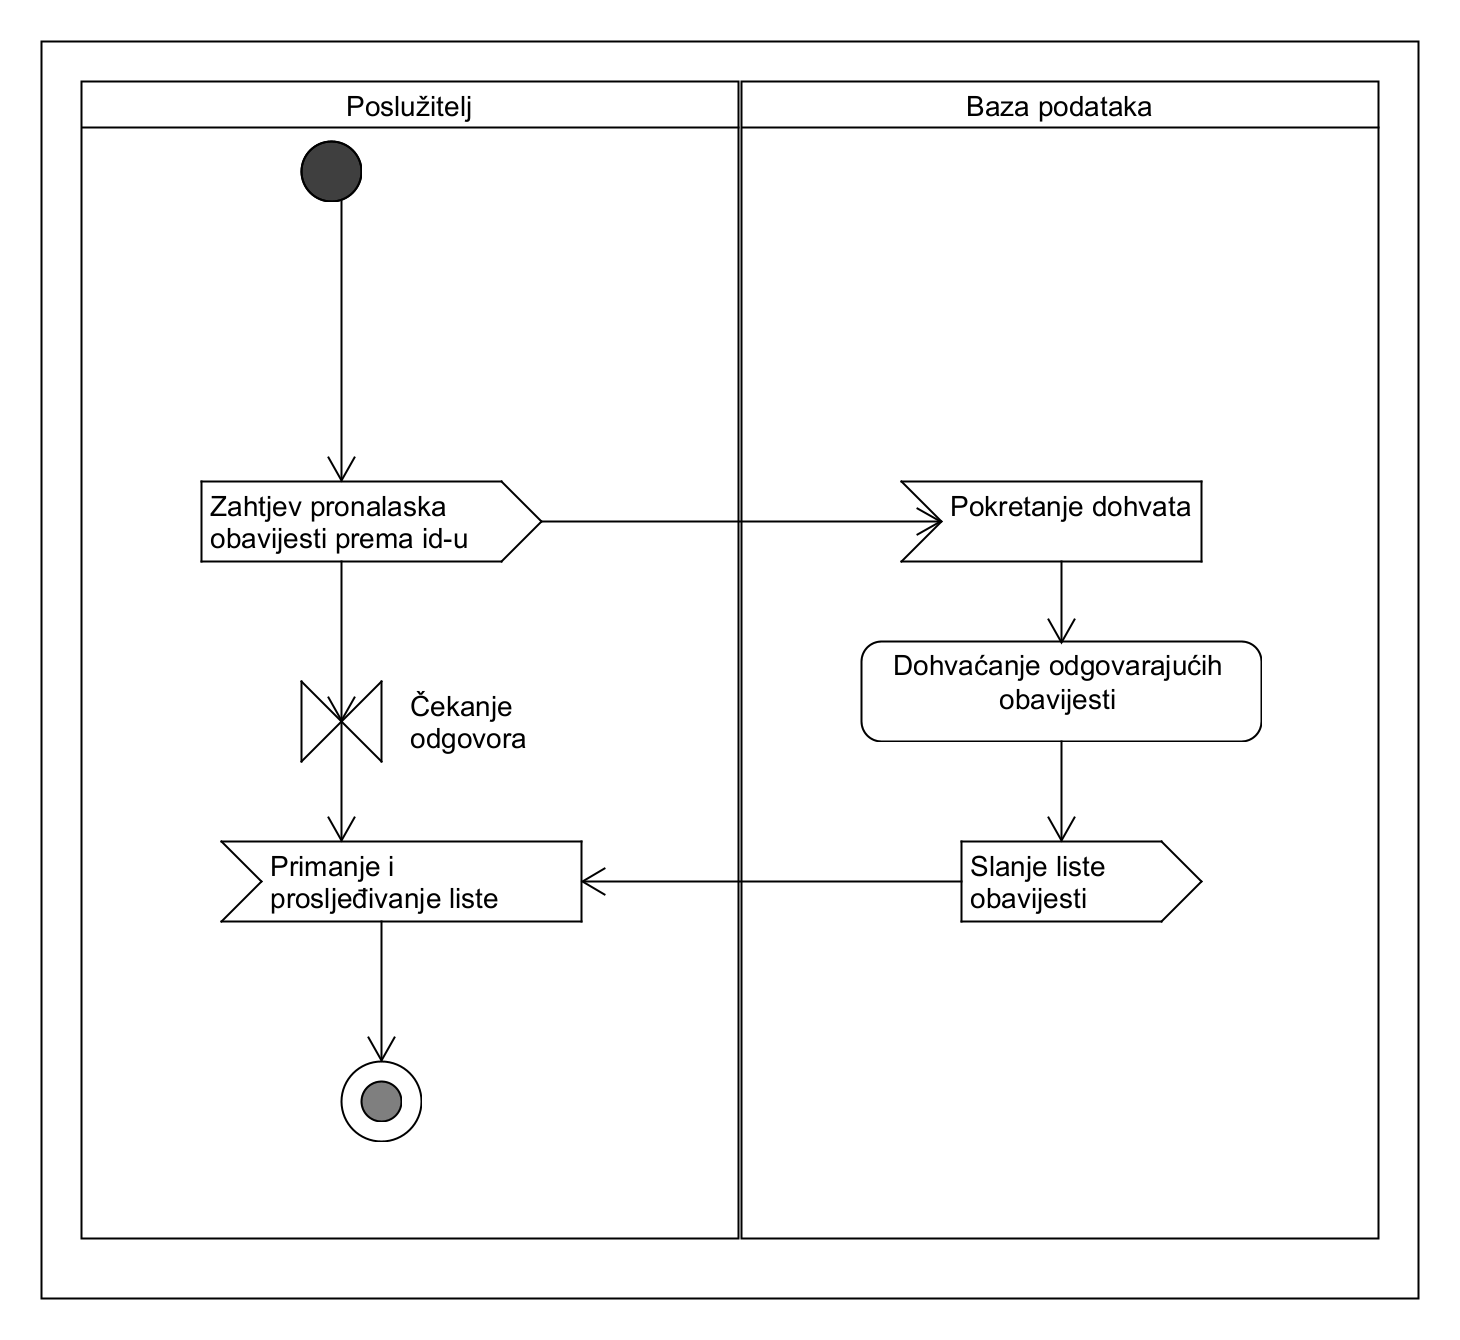 Poslužitelj
Baza podataka
Zahtjev pronalaska
obavijesti prema id-u
Pokretanje dohvata
Dohvaćanje odgovarajućih
obavijesti
Čekanje
odgovora
Primanje i
prosljeđivanje liste
Slanje liste
obavijesti